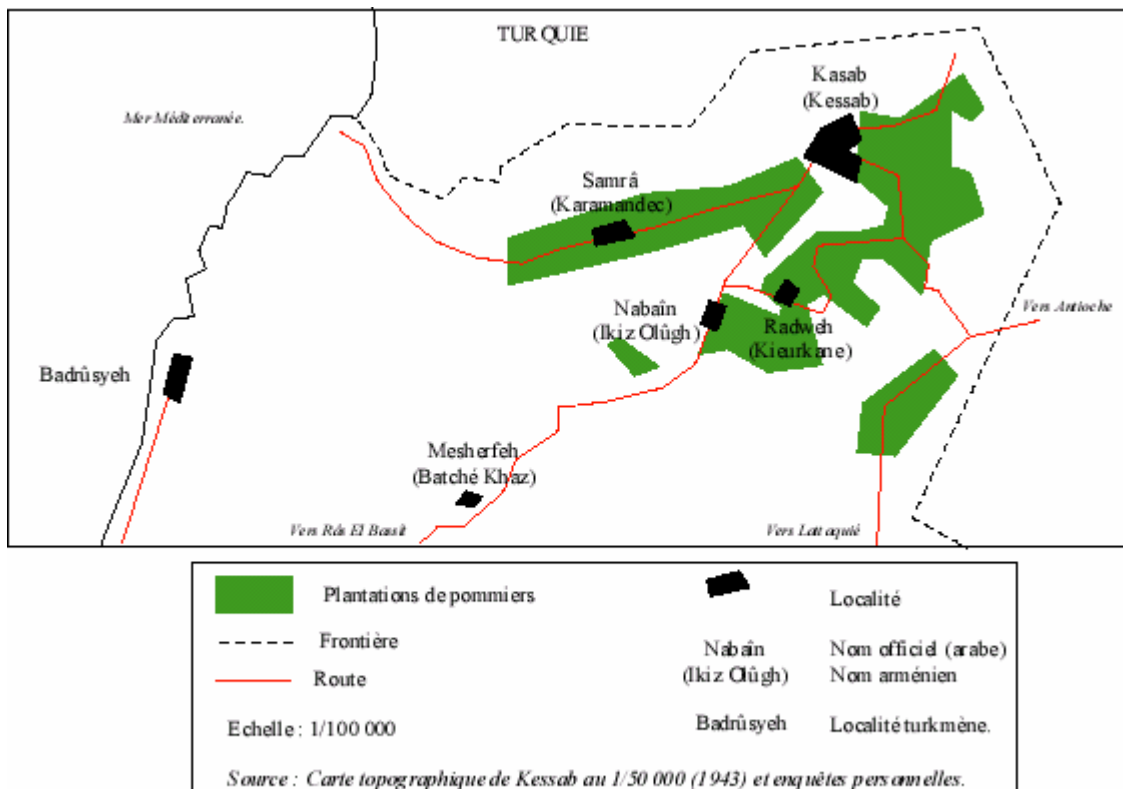 TURQUIE
Mer Méditerranée.
Kasab
(Kessab)
Samrâ
(Karamandec)
Nabaîn
(Ikiz Olûgh)
Radweh
(Kieurkane)
Vers Antioche
Badrûsyeh
Mesherfeh
(Batché Khaz)
Vers Râs El Bassît
Vers Lattaquié
Plantations de pommiers
Frontière
Route
Echelle : 1/100 000
Localité
Nabaîn
(Ikiz Olûgh)
Nom officiel (arabe)
Nom arménien
Badrûsyeh
Localité turkmène.
Source : Carte topographique de Kessab au 1/50 000 (1943) et enquêtes personnelles.